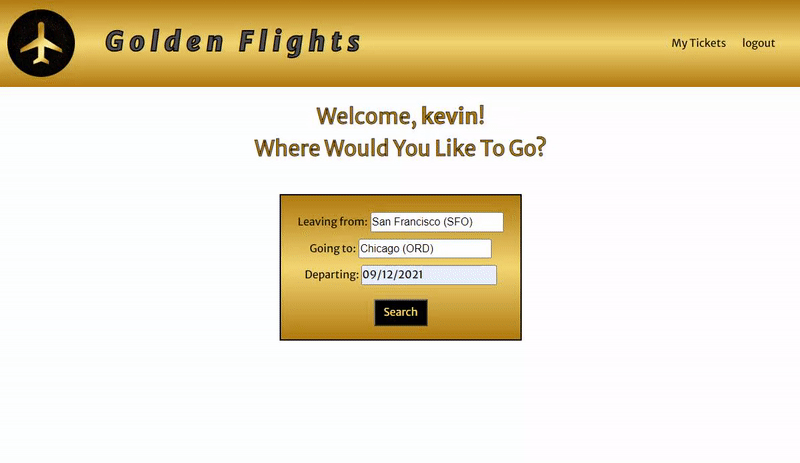 Golden Flights
My Tickets logout
Welcome, kevin!
Where Would You Like To Go?
Leaving from: San Francisco (SFO)
Going to: Chicago (ORD)
Departing: 09/12/2021
Search